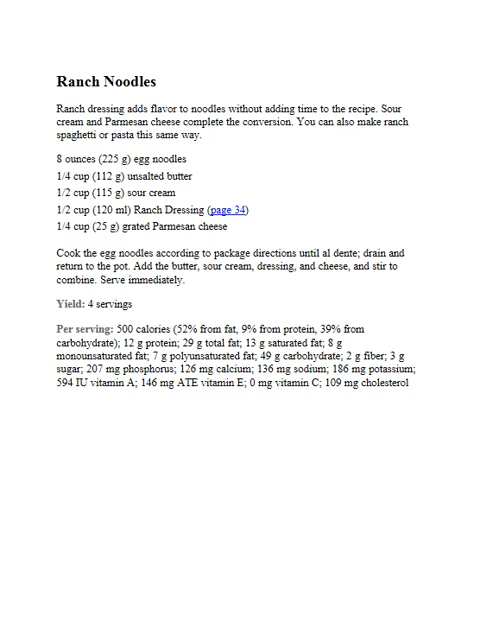 Ranch Noodles
Ranch dressing adds flavor to noodles without adding time to the recipe. Sour
cream and Parmesan cheese complete the conversion. You can also make ranch
spaghetti or pasta this same way.
8 ounces (225 g) egg noodles
1/4 cup (112 g) unsalted butter
1/2 cup (115 g) sour cream
1/2 cup (120 ml) Ranch Dressing (page 34)
1/4 cup (25 g) grated Parmesan cheese
Cook the egg noodles according to package directions until al dente; drain and
return to the pot. Add the butter, sour cream, dressing, and cheese, and stir to
combine. Serve immediately.
Yield: 4 servings
Per serving: 500 calories (52% from fat, 9% from protein, 39% from
carbohydrate); 12 g protein; 29 g total fat; 13 g saturated fat; 8 g
monounsaturated fat; 7 g polyunsaturated fat; 49 g carbohydrate; 2 g fiber; 3 g
sugar; 207 mg phosphorus; 126 mg calcium; 136 mg sodium; 186 mg potassium;
594 IU vitamin A; 146 mg ATE vitamin E; 0 mg vitamin C; 109 mg cholesterol